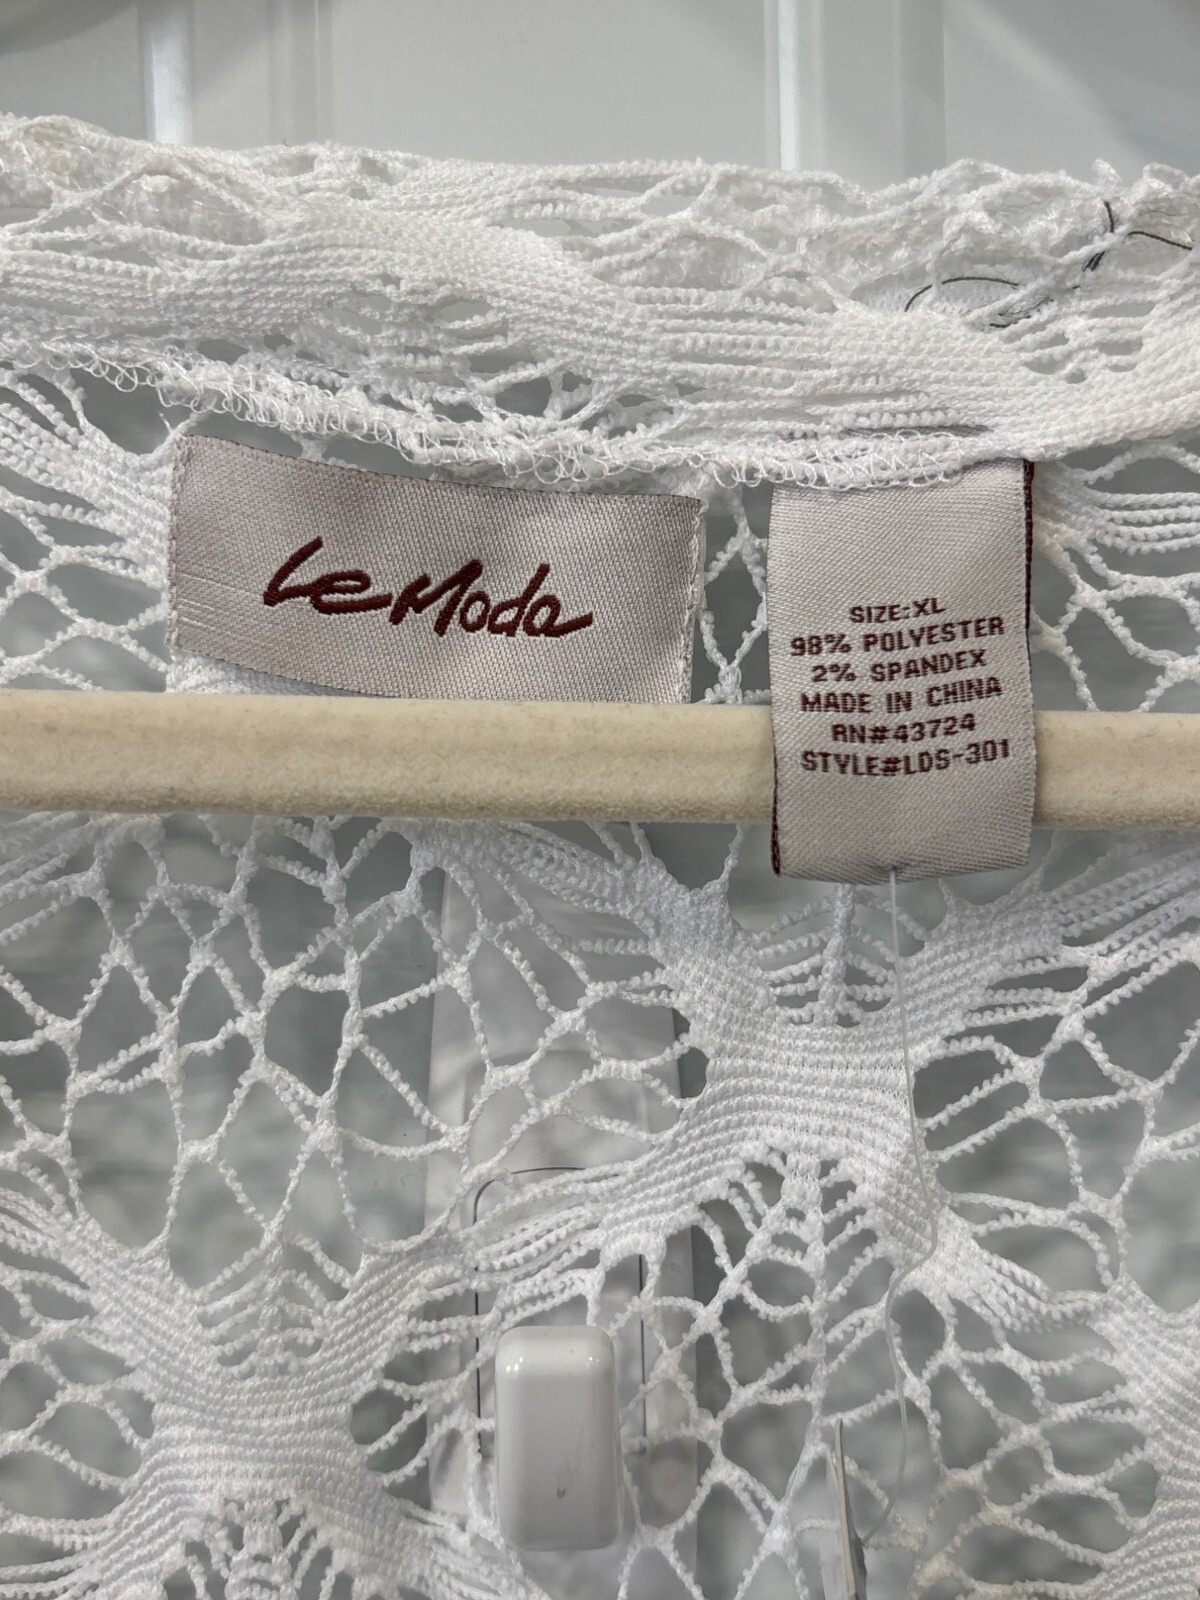 Le Moda
SIZE:XL
98% POLYESTER
2% SPANDEX
MADE IN CHINA
RN#43724
STYLE#LDS-301